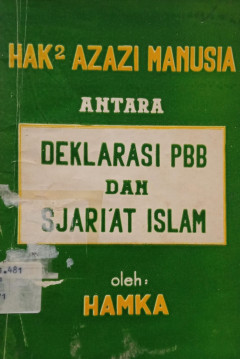 HAK² AZAZI MANUSIA
ANTARA
DEKLARASI PBB
DAN
SJARI'AT ISLAM
oleh:
HAMKA